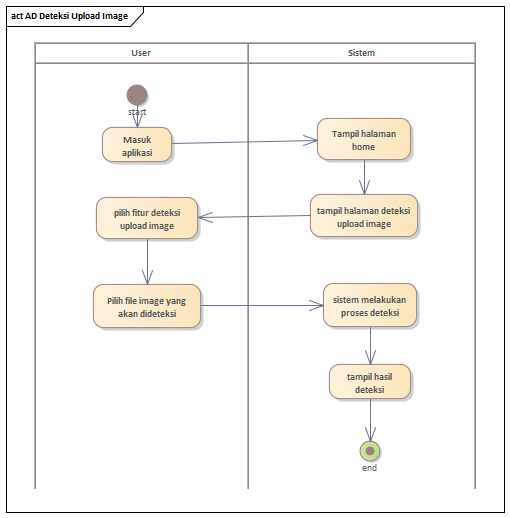 act AD Deteksi Upload Image
User
Sistem
start
Masuk
aplikasi
Tampil halaman
home
pilih fitur deteksi
upload image
tampil halaman deteksi
upload image
Pilih file image yang
akan dideteksi
sistem melakukan
proses deteksi
tampil hasil
deteksi
end